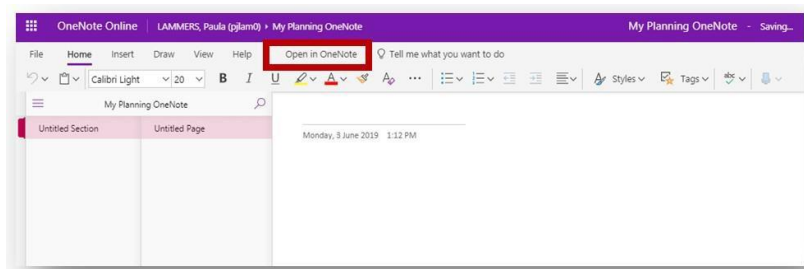 OneNote Online LAMMERS, Paula (pjlam0) ▸ My Planning OneNote My Planning OneNote - Saving...
File Home Insert Draw View Help Open in OneNote Tell me what you want to do
Calibri Light 20 B I U A A ··· A Styles Tags abc
My Planning OneNote
Untitled Section Untitled Page
Monday, 3 June 2019 1:12 PM